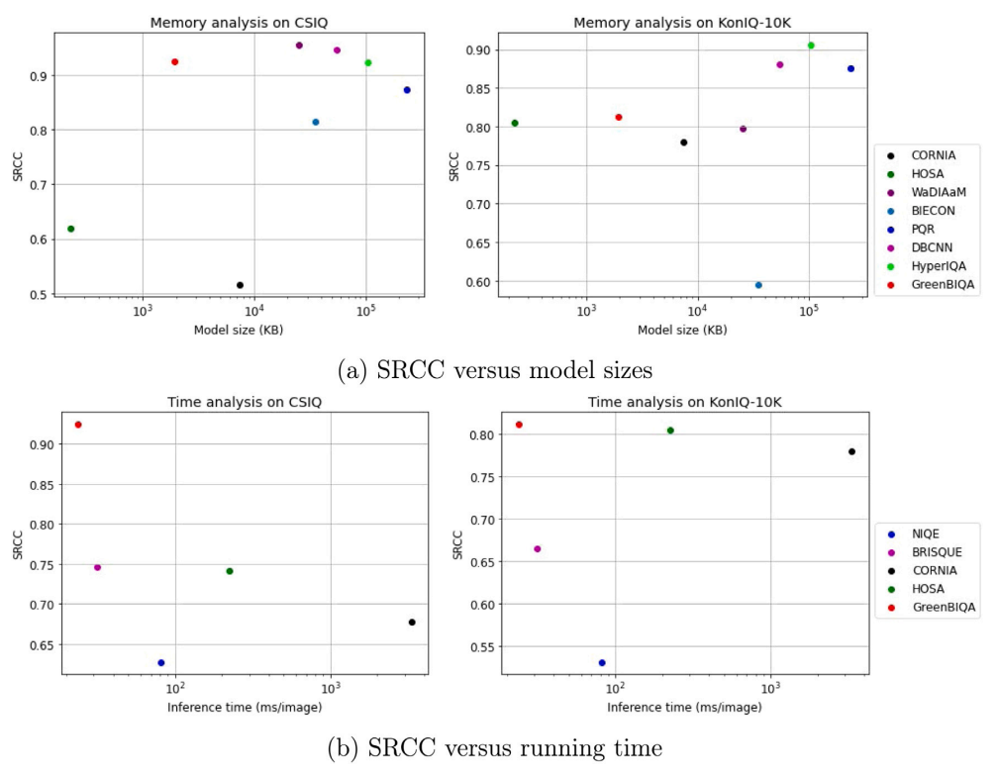 Memory analysis on CSIQ
SRCC
0.9
0.8
0.7
0.6
0.5
10³
10⁴
10⁵
Model size (KB)
Memory analysis on KonIQ-10K
SRCC
0.90
0.85
0.80
0.75
0.70
0.65
0.60
10³
10⁴
10⁵
Model size (KB)
CORNIA
HOSA
WaDIAaM
BIECON
PQR
DBCNN
HyperIQA
GreenBIQA
(a) SRCC versus model sizes
Time analysis on CSIQ
SRCC
0.90
0.85
0.80
0.75
0.70
0.65
10²
10³
Inference time (ms/image)
Time analysis on KonIQ-10K
SRCC
0.80
0.75
0.70
0.65
0.60
0.55
10²
10³
Inference time (ms/image)
NIQE
BRISQUE
CORNIA
HOSA
GreenBIQA
(b) SRCC versus running time